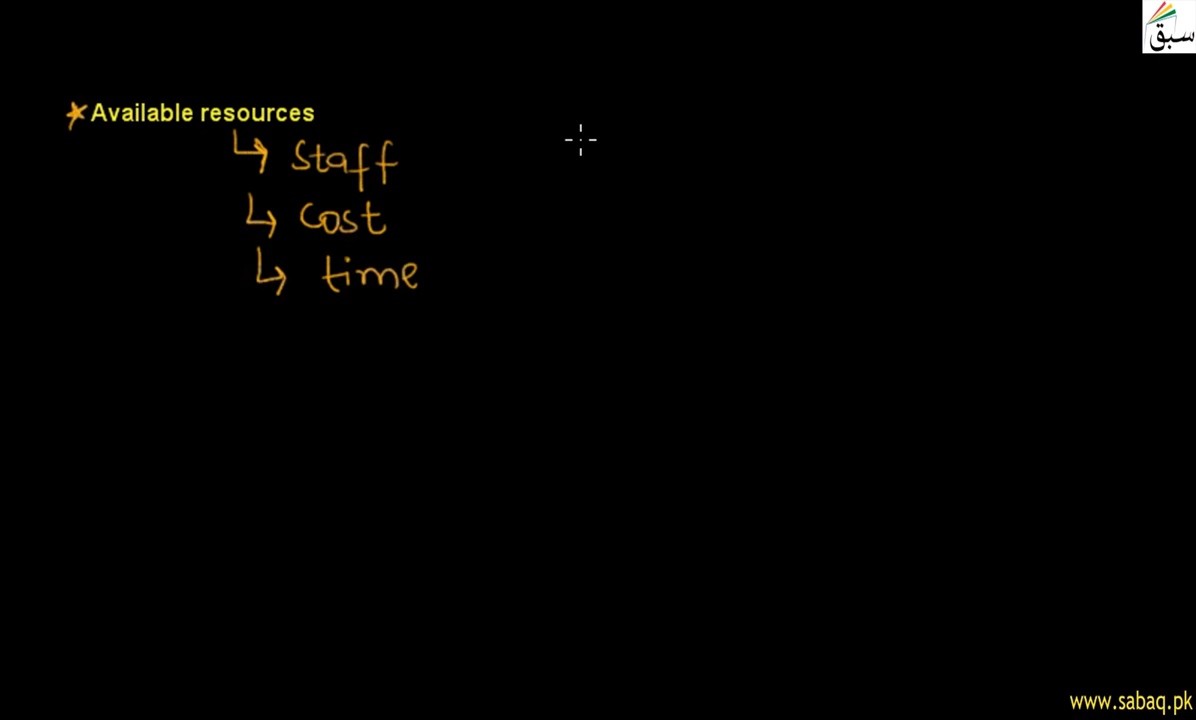 سبق
Available resources
Staff
Cost
time
www.sabaq.pk